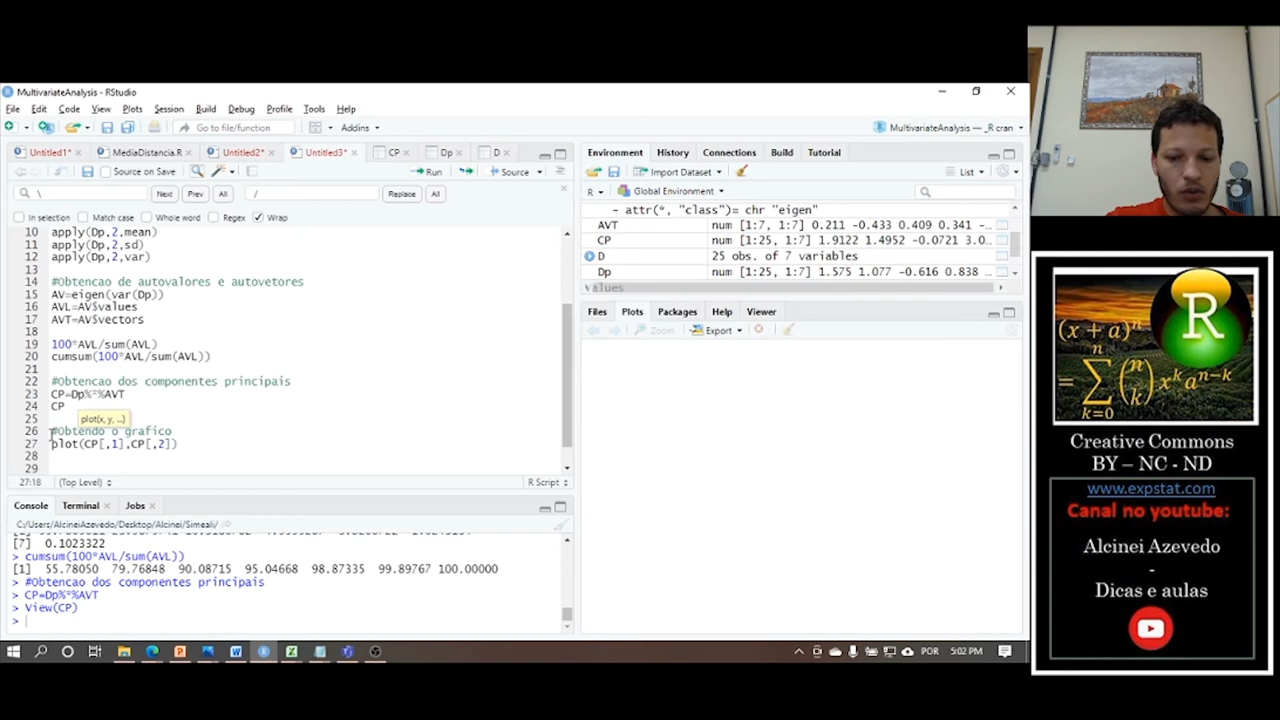 MultivariateAnalysis - RStudio
File Edit Code View Plots Session Build Debug Profile Tools Help
Go to file/function Addins MultivariateAnalysis — _R cran
Untitled1* MediaDistancia.R Untitled2* Untitled3* CP Dp D
Source on Save Run Source
\ Next Prev All / Replace All
In selection Match case Whole word Regex Wrap
10 apply(Dp,2,mean)
11 apply(Dp,2,sd)
12 apply(Dp,2,var)
13
14 #Obtencao de autovalores e autovetores
15 AV=eigen(var(Dp))
16 AVL=AV$values
17 AVT=AV$vectors
18
19 100*AVL/sum(AVL)
20 cumsum(100*AVL/sum(AVL))
21
22 #Obtencao dos componentes principais
23 CP=Dp%*%AVT
24 CP
25 plot(x, y, ...)
26 #Obtendo o grafico
27 plot(CP[,1],CP[,2])
28
29
27:18 (Top Level) R Script
Console Terminal Jobs
C:/Users/AlcineiAzevedo/Desktop/Alcinei/Simeali/
[7] 0.1023322
> cumsum(100*AVL/sum(AVL))
[1] 55.78050 79.76848 90.08715 95.04668 98.87335 99.89767 100.00000
> #Obtencao dos componentes principais
> CP=Dp%*%AVT
> View(CP)
>
Environment History Connections Build Tutorial
Import Dataset List
R Global Environment
- attr(*, "class")= chr "eigen"
AVT num [1:7, 1:7] 0.211 -0.433 0.409 0.341 -…
CP num [1:25, 1:7] 1.9122 1.4952 -0.0721 3.0…
D 25 obs. of 7 variables
Dp num [1:25, 1:7] 1.575 1.077 -0.616 0.838 …
values
Files Plots Packages Help Viewer
Zoom Export
POR 5:02 PM
R
(x + a)^n
= ∑ n k=0 (n k) x^k a^(n−k)
Creative Commons
BY – NC - ND
www.expstat.com
Canal no youtube:
Alcinei Azevedo
-
Dicas e aulas